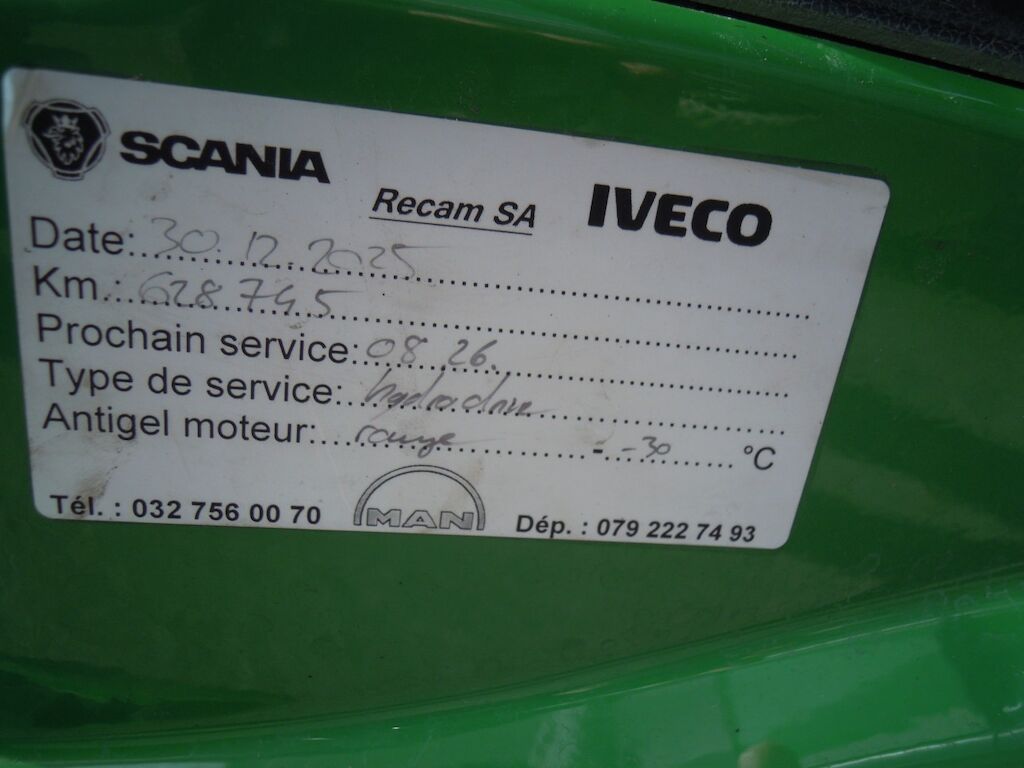 SCANIA Recam SA IVECO
Date: 30.12.2025
Km.: 628 745
Prochain service: 08.26.
Type de service: hydrodrive
Antigel moteur: rouge - -30 °C
Tél. : 032 756 00 70 MAN Dép. : 079 222 74 93